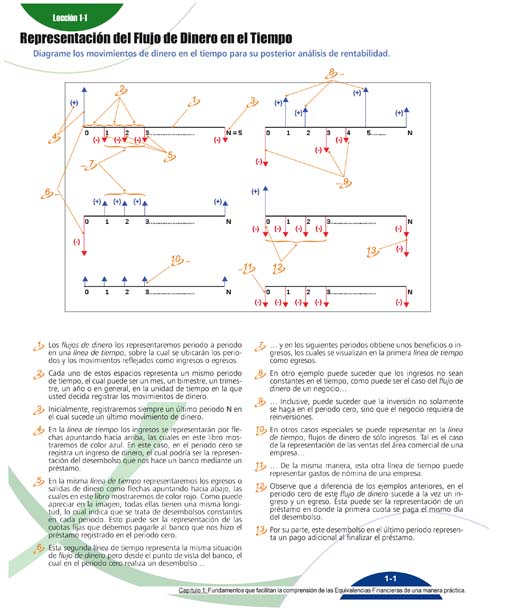 Lección 1-1
Representación del Flujo de Dinero en el Tiempo
Diagrame los movimientos de dinero en el tiempo para su posterior análisis de rentabilidad.
2 1 3 8
(+) (+) (+) (+)
0 1 2 3 N = 5 0 1 2 3 4 5 N
(-) (-) (-) (-) (-) (-) (-)
4 5 7 9
6 (+) (+) (+) (+) (+)
0 1 2 3 N 0 1 2 3 N
(-) (-) (-) (-) (-) (-)
10 11 12 13 (-)
0 1 2 3 N 0 1 2 3 N
(-) (-) (-) (-) (-)
1 Los flujos de dinero los representaremos periodo a periodo
en una línea de tiempo, sobre la cual se ubicarán los perio-
dos y los movimientos reflejados como ingresos o egresos.
2 Cada uno de estos espacios representa un mismo periodo
de tiempo, el cual puede ser un mes, un bimestre, un trimes-
tre, un año o en general, en la unidad de tiempo en la que
usted decida registrar los movimientos de dinero.
3 Inicialmente, registraremos siempre un último periodo N en
el cual sucede un último movimiento de dinero.
4 En la línea de tiempo los ingresos se representarán por fle-
chas apuntando hacia arriba, las cuales en este libro mos-
traremos de color azul. En este caso, en el periodo cero se
registra un ingreso de dinero, el cual podría ser la represen-
tación del desembolso que nos hace un banco mediante un
préstamo.
5 En la misma línea de tiempo representaremos los egresos o
salidas de dinero como flechas apuntando hacia abajo, las
cuales en este libro mostraremos de color rojo. Como puede
apreciar en la imagen, todas ellas tienen una misma longi-
tud, lo cual indica que se trata de desembolsos constantes
en cada periodo. Esto puede ser la representación de las
cuotas fijas que debemos pagarle al banco que nos hizo el
préstamo registrado en el periodo cero.
6 Esta segunda línea de tiempo representa la misma situación
de flujo de dinero pero desde el punto de vista del banco, el
cual en el periodo cero realiza un desembolso…
7 … y en los siguientes periodos obtiene unos beneficios o in-
gresos, los cuales se visualizan en la primera línea de tiempo
como egresos.
8 En otro ejemplo puede suceder que los ingresos no sean
constantes en el tiempo, como puede ser el caso del flujo de
dinero de un negocio…
9 … Inclusive, puede suceder que la inversión no solamente
se haga en el periodo cero, sino que el negocio requiera de
reinversiones.
10 En otros casos especiales se puede representar en la línea
de tiempo, flujos de dinero de sólo ingresos. Tal es el caso
de la representación de las ventas del área comercial de una
empresa…
11 … De la misma manera, esta otra línea de tiempo puede
representar gastos de nómina de una empresa.
12 Observe que a diferencia de los ejemplos anteriores, en el
periodo cero de este flujo de dinero sucede a la vez un in-
greso y un egreso. Ésta puede ser la representación de un
préstamo en donde la primera cuota se paga el mismo día
del desembolso.
13 Por su parte, este desembolso en el último periodo represen-
ta un pago adicional al finalizar el préstamo.
1-1
Capítulo 1: Fundamentos que facilitan la comprensión de las Equivalencias Financieras de una manera práctica.